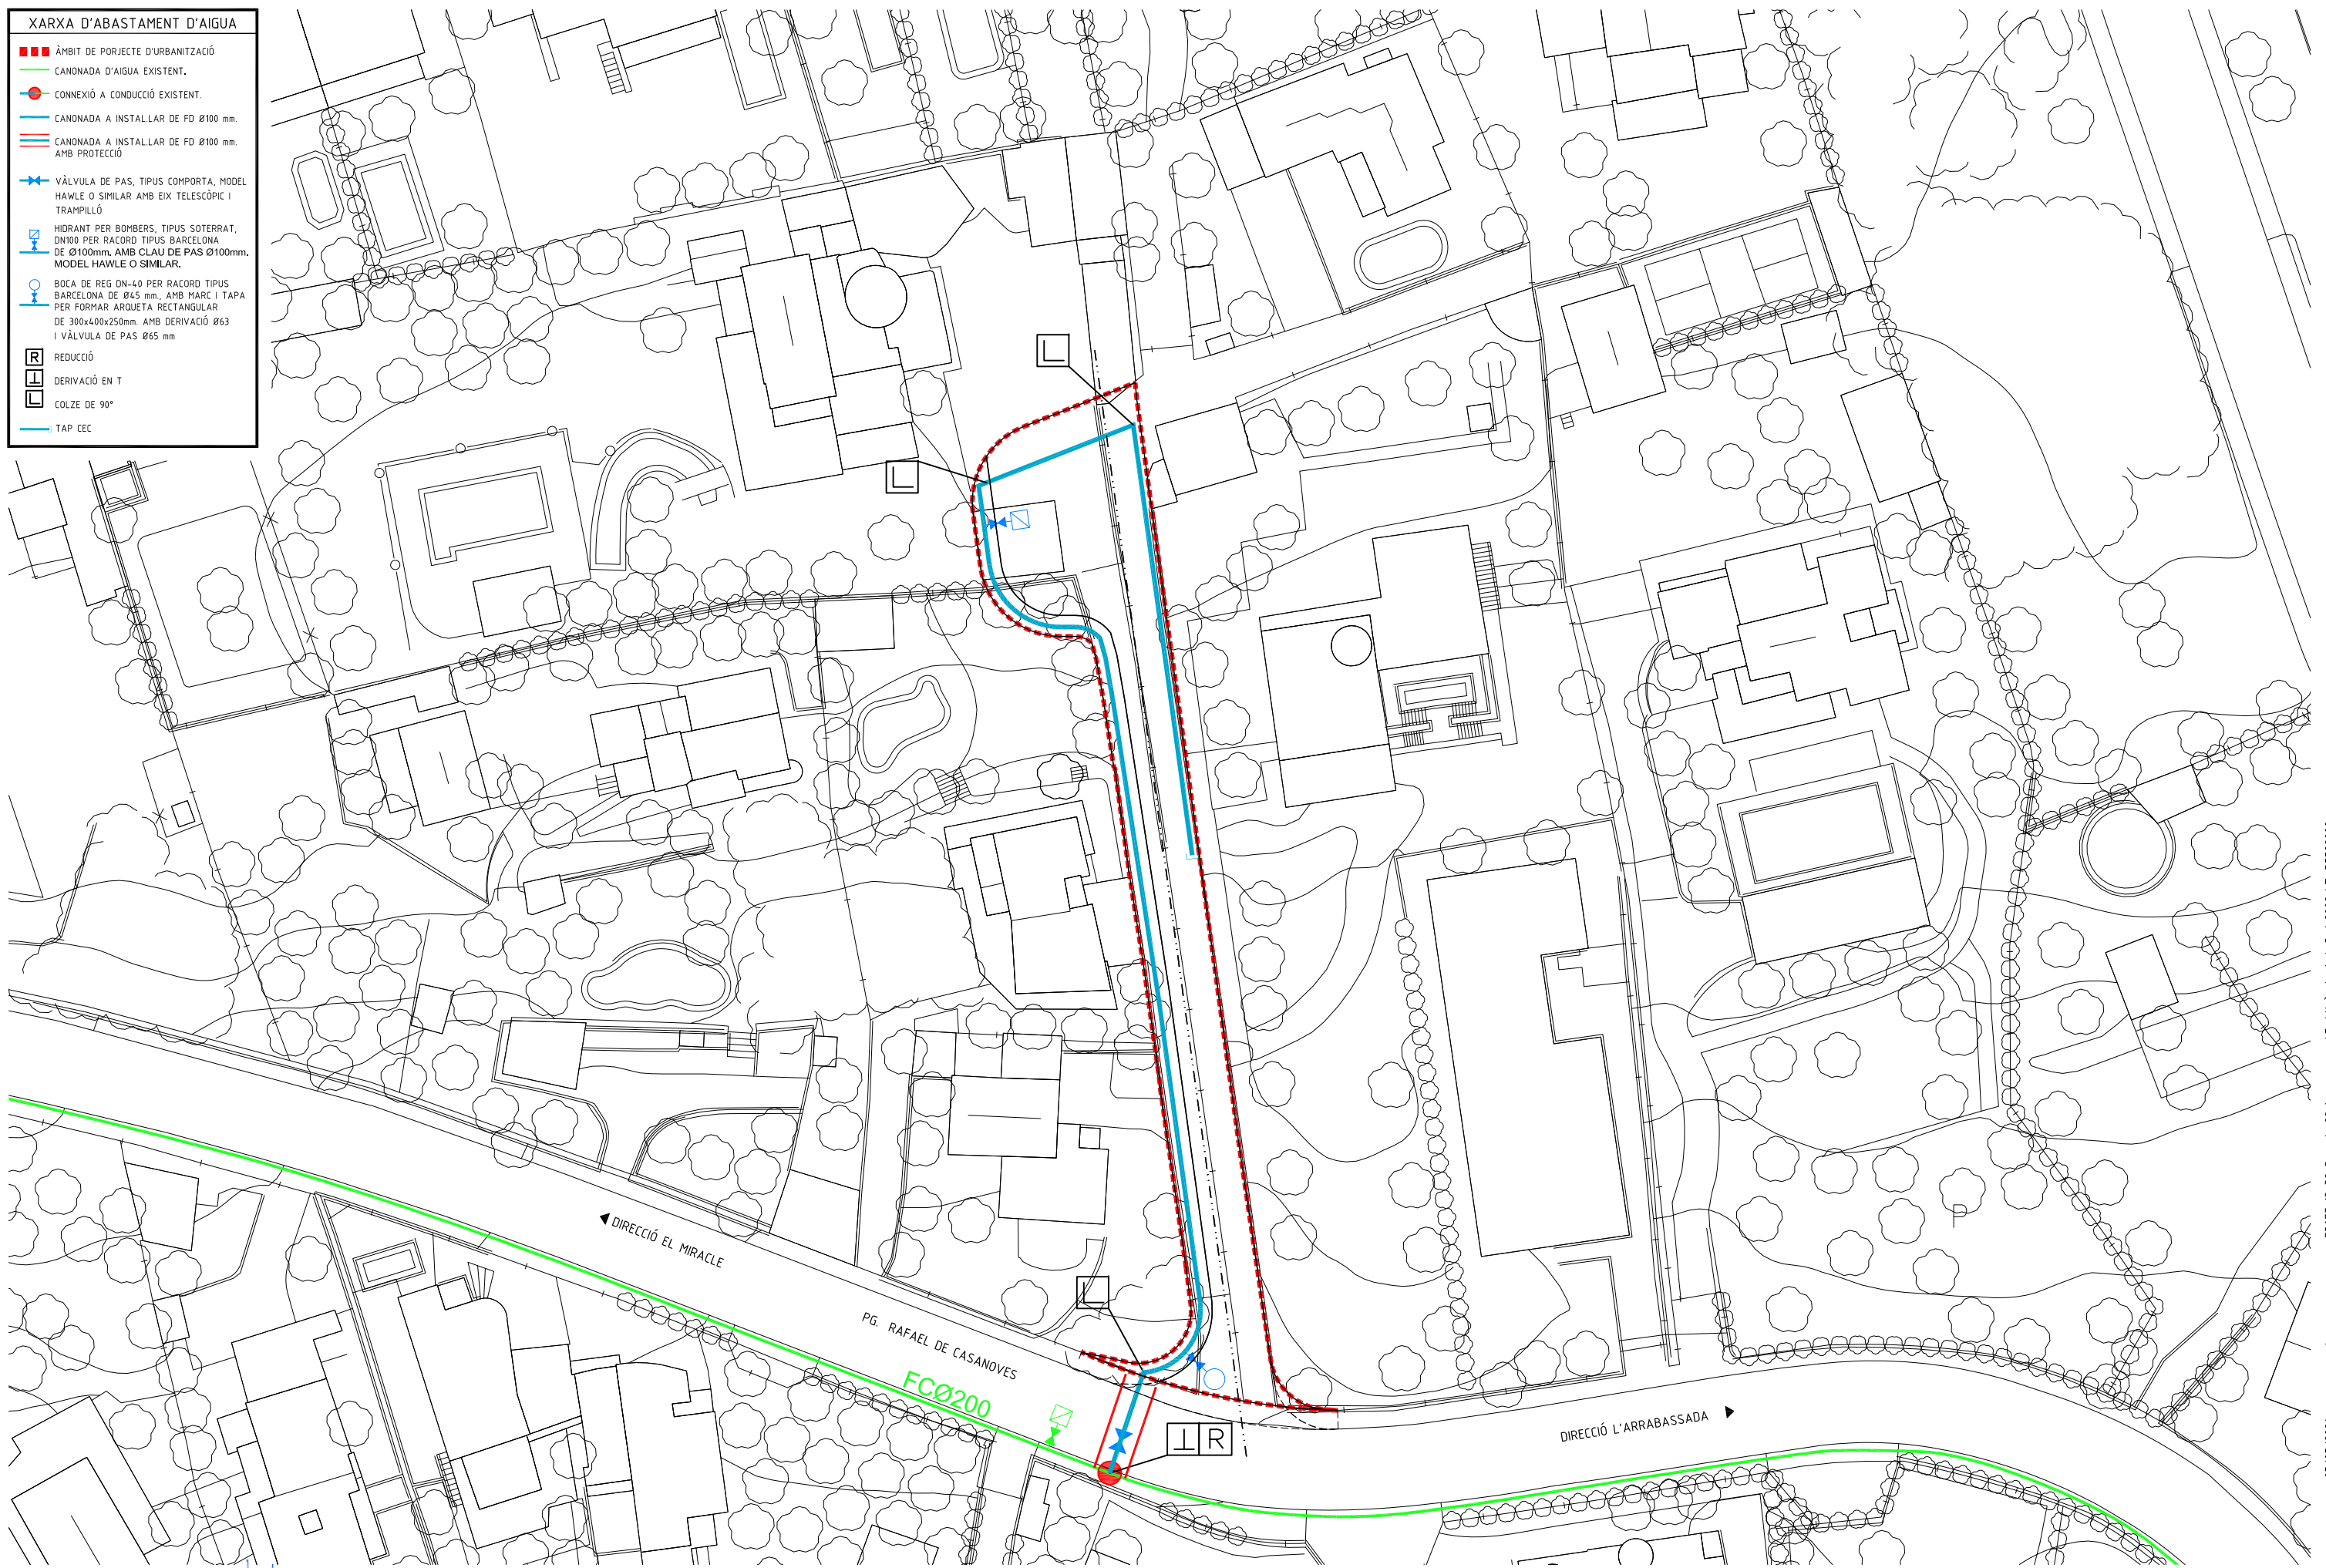 XARXA D'ABASTAMENT D'AIGUA
ÀMBIT DE PORJECTE D'URBANITZACIÓ
CANONADA D'AIGUA EXISTENT.
CONNEXIÓ A CONDUCCIÓ EXISTENT.
CANONADA A INSTAL.LAR DE FD Ø100 mm.
CANONADA A INSTAL.LAR DE FD Ø100 mm.
AMB PROTECCIÓ
VÀLVULA DE PAS, TIPUS COMPORTA, MODEL
HAWLE O SIMILAR AMB EIX TELESCÒPIC I
TRAMPILLÓ
HIDRANT PER BOMBERS, TIPUS SOTERRAT,
DN100 PER RACORD TIPUS BARCELONA
DE Ø100mm. AMB CLAU DE PAS Ø100mm.
MODEL HAWLE O SIMILAR.
BOCA DE REG DN-40 PER RACORD TIPUS
BARCELONA DE Ø45 mm., AMB MARC I TAPA
PER FORMAR ARQUETA RECTANGULAR
DE 300x400x250mm. AMB DERIVACIÓ Ø63
I VÀLVULA DE PAS Ø65 mm
R REDUCCIÓ
DERIVACIÓ EN T
COLZE DE 90°
TAP CEC
P
DIRECCIÓ EL MIRACLE
PG. RAFAEL DE CASANOVES
FCØ200
R
DIRECCIÓ L'ARRABASSADA